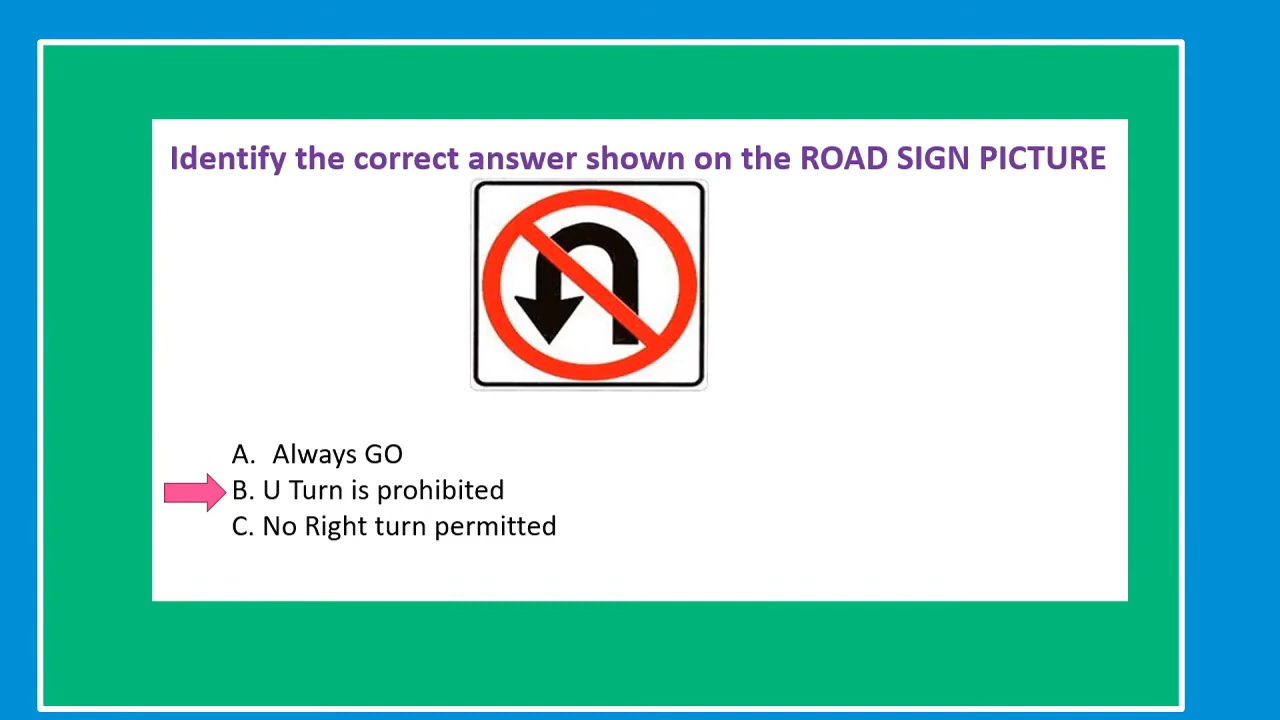 Identify the correct answer shown on the ROAD SIGN PICTURE
A. Always GO
B. U Turn is prohibited
C. No Right turn permitted